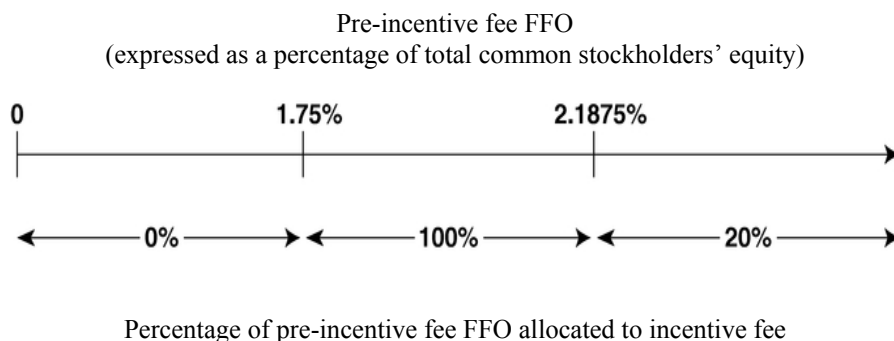 Pre-incentive fee FFO
(expressed as a percentage of total common stockholders’ equity)
0 1.75% 2.1875%
0% 100% 20%
Percentage of pre-incentive fee FFO allocated to incentive fee